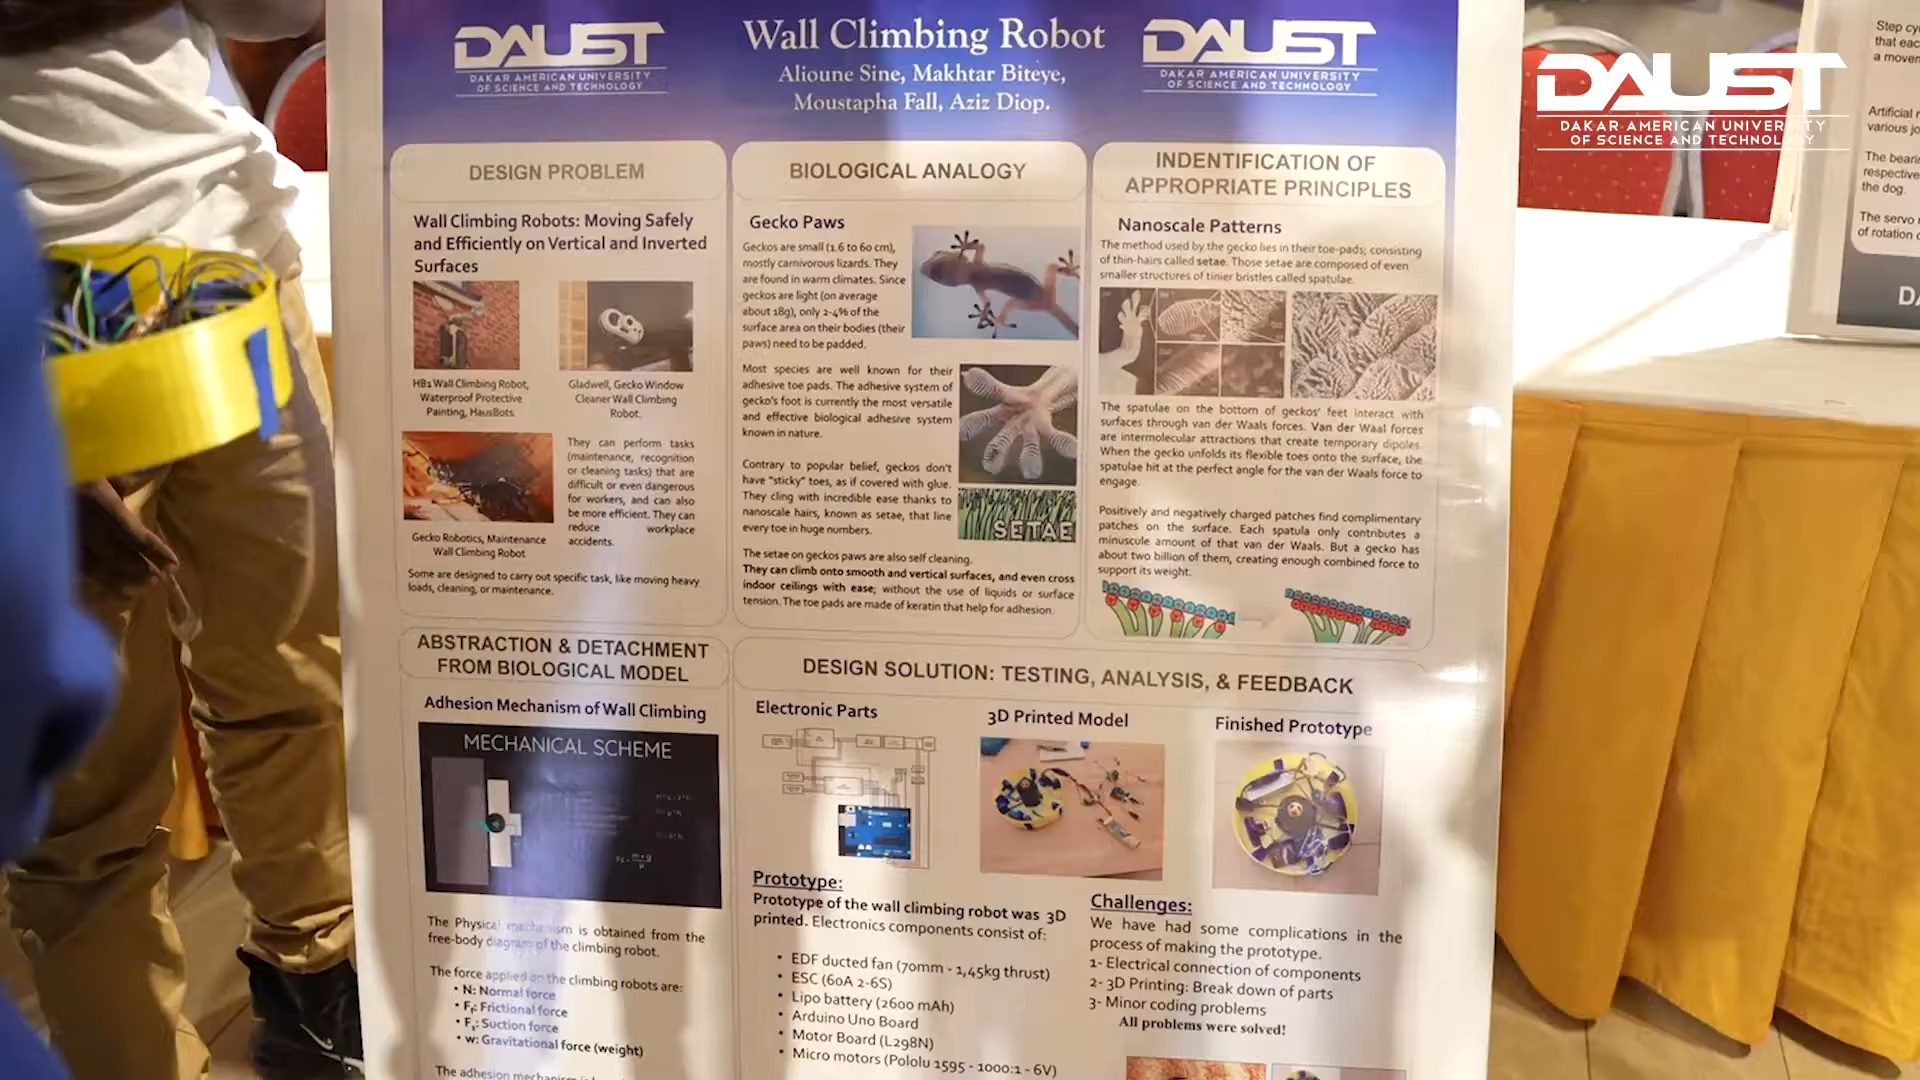 DAUST
DAKAR AMERICAN UNIVERSITY
OF SCIENCE AND TECHNOLOGY
Wall Climbing Robot
Alioune Sine, Makhtar Biteye,
Moustapha Fall, Aziz Diop.
DAUST
DAKAR AMERICAN UNIVERSITY
OF SCIENCE AND TECHNOLOGY
DAUST
DAKAR AMERICAN UNIVERSITY
OF SCIENCE AND TECHNOLOGY
DESIGN PROBLEM
Wall Climbing Robots: Moving Safely
and Efficiently on Vertical and Inverted
Surfaces
HB1 Wall Climbing Robot,
Waterproof Protective
Painting, HausBots.
Gladwell, Gecko Window
Cleaner Wall Climbing
Robot.
They can perform tasks
(maintenance, recognition
or cleaning tasks) that are
difficult or even dangerous
for workers, and can also
be more efficient. They can
reduce workplace
accidents.
Gecko Robotics, Maintenance
Wall Climbing Robot
Some are designed to carry out specific task, like moving heavy
loads, cleaning, or maintenance.
BIOLOGICAL ANALOGY
Gecko Paws
Geckos are small (1.6 to 60 cm),
mostly carnivorous lizards. They
are found in warm climates. Since
geckos are light (on average
about 18g), only 2-4% of the
surface area on their bodies (their
paws) need to be padded.
Most species are well known for their
adhesive toe pads. The adhesive system of
gecko's foot is currently the most versatile
and effective biological adhesive system
known in nature.
Contrary to popular belief, geckos don't
have "sticky" toes, as if covered with glue.
They cling with incredible ease thanks to
nanoscale hairs, known as setae, that line
every toe in huge numbers.
SETAE
The setae on geckos paws are also self cleaning.
They can climb onto smooth and vertical surfaces, and even cross
indoor ceilings with ease; without the use of liquids or surface
tension. The toe pads are made of keratin that help for adhesion.
INDENTIFICATION OF
APPROPRIATE PRINCIPLES
Nanoscale Patterns
The method used by the gecko lies in their toe-pads; consisting
of thin-hairs called setae. Those setae are composed of even
smaller structures of tinier bristles called spatulae.
The spatulae on the bottom of geckos' feet interact with
surfaces through van der Waals forces. Van der Waal forces
are intermolecular attractions that create temporary dipoles.
When the gecko unfolds its flexible toes onto the surface, the
spatulae hit at the perfect angle for the van der Waals force to
engage.
Positively and negatively charged patches find complimentary
patches on the surface. Each spatula only contributes a
minuscule amount of that van der Waals. But a gecko has
about two billion of them, creating enough combined force to
support its weight.
ABSTRACTION & DETACHMENT
FROM BIOLOGICAL MODEL
Adhesion Mechanism of Wall Climbing
MECHANICAL SCHEME
The Physical mechanism is obtained from the
free-body diagram of the climbing robot.
The force applied on the climbing robots are:
• N: Normal force
• Ff: Frictional force
• Fs: Suction force
• w: Gravitational force (weight)
The adhesion mechanism is
DESIGN SOLUTION: TESTING, ANALYSIS, & FEEDBACK
Electronic Parts
3D Printed Model
Finished Prototype
Prototype:
Prototype of the wall climbing robot was 3D
printed. Electronics components consist of:
• EDF ducted fan (70mm - 1,45kg thrust)
• ESC (60A 2-6S)
• Lipo battery (2600 mAh)
• Arduino Uno Board
• Motor Board (L298N)
• Micro motors (Pololu 1595 - 1000:1 - 6V)
Challenges:
We have had some complications in the
process of making the prototype.
1- Electrical connection of components
2- 3D Printing: Break down of parts
3- Minor coding problems
All problems were solved!
Step
that
a
Artificial
various
The
respective
the dog.
The servo
of rotation